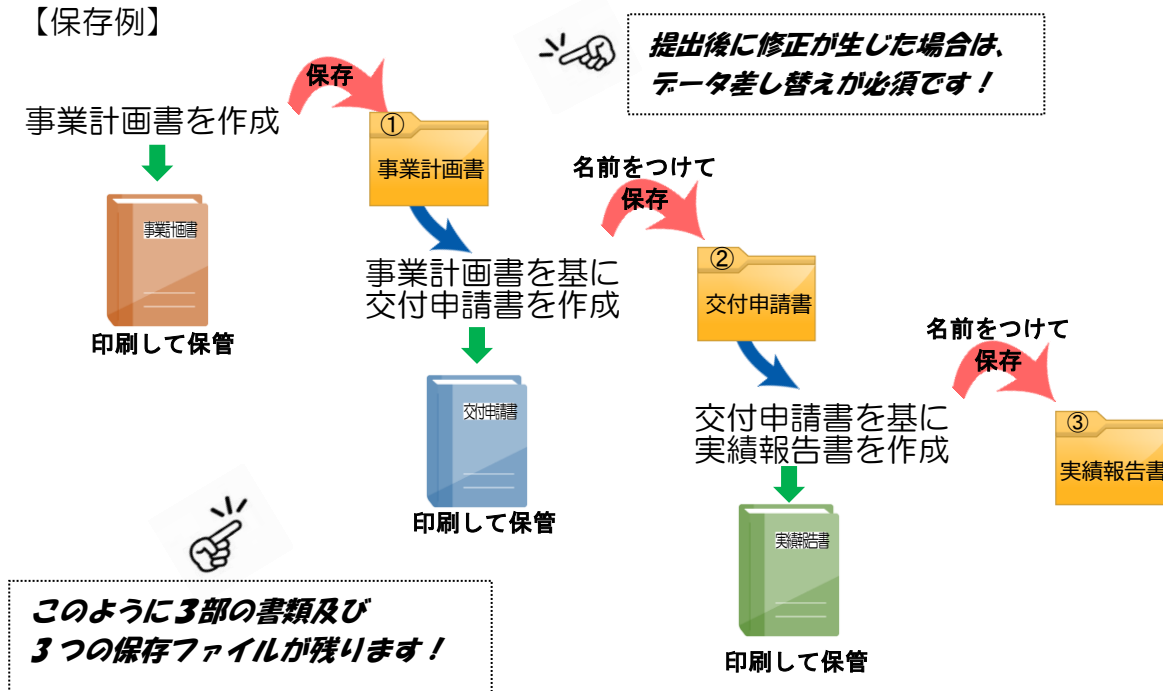 【保存例】
提出後に修正が生じた場合は、
データ差し替えが必須です！
保存
事業計画書を作成
①
事業計画書
事業計画書
印刷して保管
名前をつけて
保存
事業計画書を基に
交付申請書を作成
②
交付申請書
交付申請書
印刷して保管
名前をつけて
保存
交付申請書を基に
実績報告書を作成
③
実績報告書
実績報告書
印刷して保管
このように３部の書類及び
３つの保存ファイルが残ります！